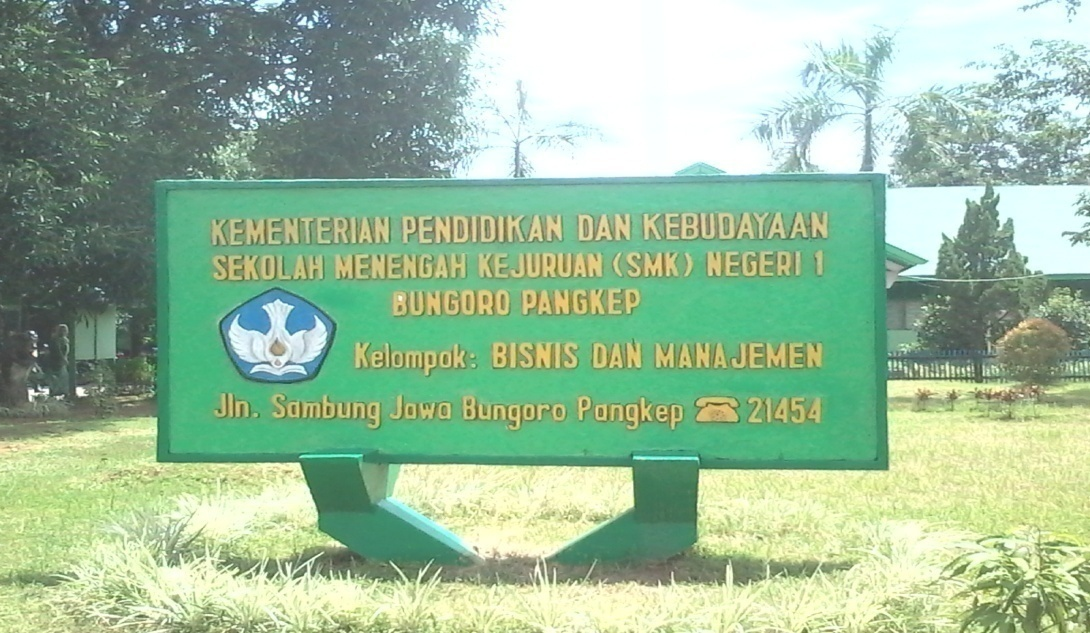 KEMENTERIAN PENDIDIKAN DAN KEBUDAYAAN
SEKOLAH MENENGAH KEJURUAN (SMK) NEGERI 1
BUNGORO PANGKEP
Kelompok: BISNIS DAN MANAJEMEN
Jln. Sambung Jawa Bungoro Pangkep ☎ 21454